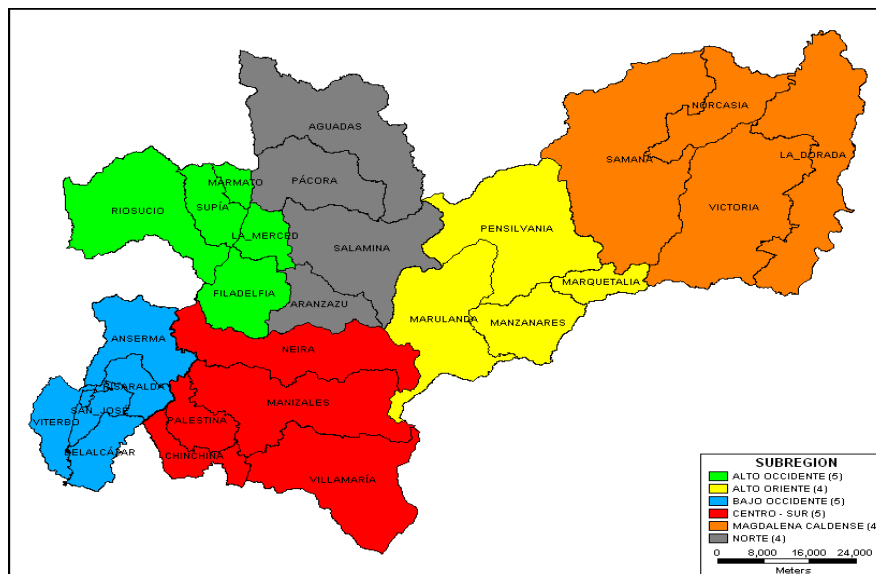 AGUADAS
NORCASIA
LA_DORADA
SAMANÁ
MARMATO
PÁCORA
RIOSUCIO
SUPÍA
VICTORIA
PENSILVANIA
LA_MERCED
SALAMINA
MARQUETALIA
FILADELFIA
ARANZAZU
MARULANDA
MANZANARES
ANSERMA
NEIRA
RISARALDA
MANIZALES
SAN_JOSÉ
VITERBO
PALESTINA
BELALCÁZAR
CHINCHINÁ
VILLAMARÍA
SUBREGION
ALTO OCCIDENTE (5)
ALTO ORIENTE (4)
BAJO OCCIDENTE (5)
CENTRO - SUR (5)
MAGDALENA CALDENSE (4
NORTE (4)
0 8,000 16,000 24,000
Meters